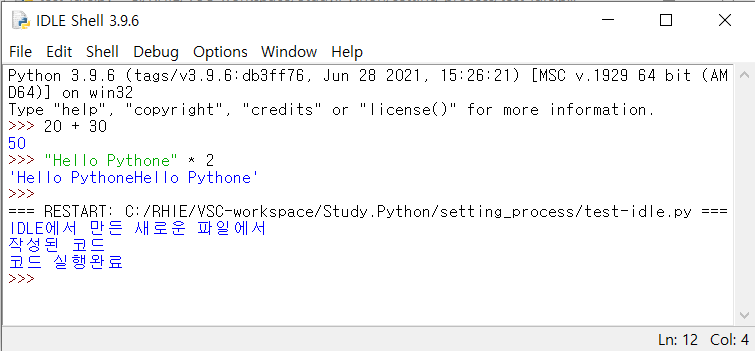 IDLE Shell 3.9.6
File Edit Shell Debug Options Window Help
Python 3.9.6 (tags/v3.9.6:db3ff76, Jun 28 2021, 15:26:21) [MSC v.1929 64 bit (AM
D64)] on win32
Type "help", "copyright", "credits" or "license()" for more information.
>>> 20 + 30
50
>>> "Hello Pythone" * 2
'Hello PythoneHello Pythone'
>>>
=== RESTART: C:/RHIE/VSC-workspace/Study.Python/setting_process/test-idle.py ===
IDLE에서 만든 새로운 파일에서
작성된 코드
코드 실행완료
>>>
Ln: 12 Col: 4